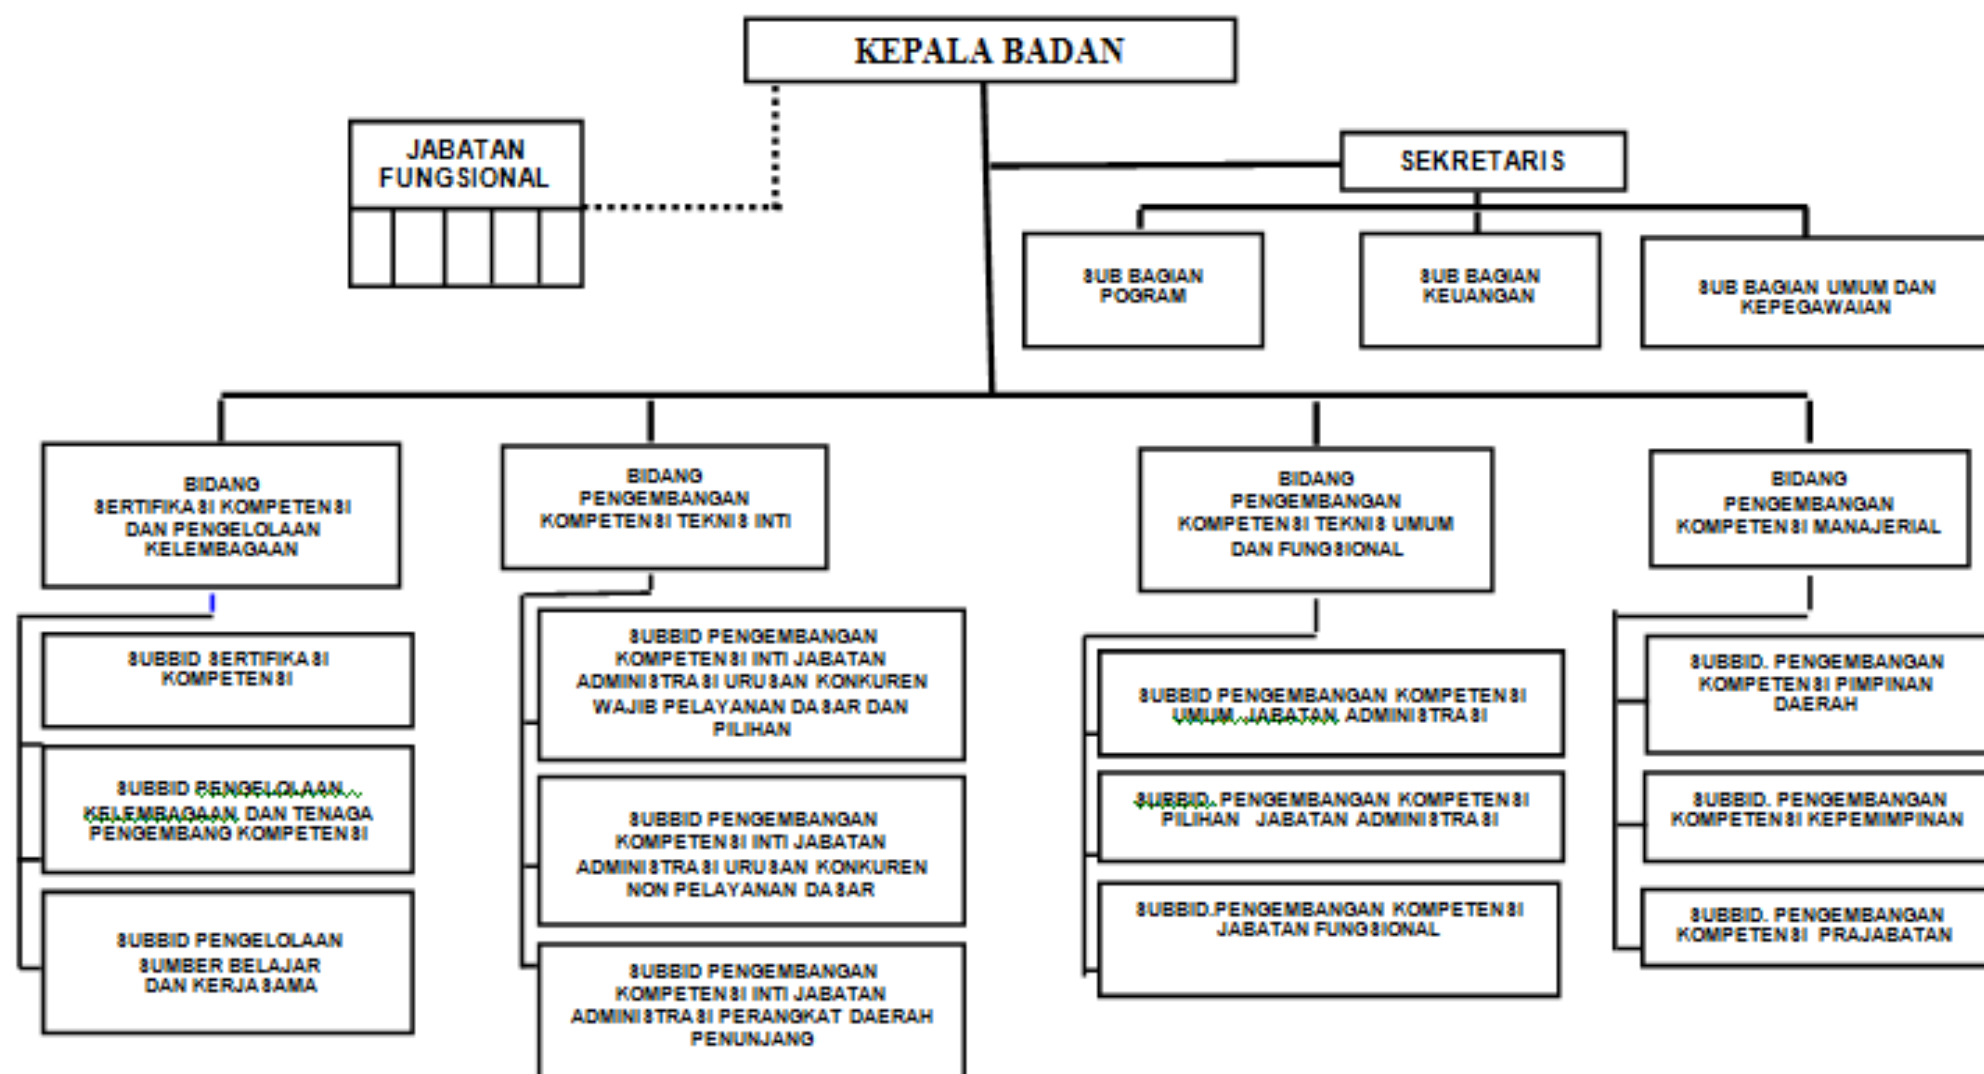 KEPALA BADAN
JABATAN
FUNGSIONAL
SEKRETARIS
SUB BAGIAN
POGRAM
SUB BAGIAN
KEUANGAN
SUB BAGIAN UMUM DAN
KEPEGAWAIAN
BIDANG
SERTIFIKASI KOMPETENSI
DAN PENGELOLAAN
KELEMBAGAAN
BIDANG
PENGEMBANGAN
KOMPETENSI TEKNIS INTI
BIDANG
PENGEMBANGAN
KOMPETENSI TEKNIS UMUM
DAN FUNGSIONAL
BIDANG
PENGEMBANGAN
KOMPETENSI MANAJERIAL
SUBBID SERTIFIKASI
KOMPETENSI
SUBBID PENGELOLAAN
KELEMBAGAAN DAN TENAGA
PENGEMBANG KOMPETENSI
SUBBID PENGELOLAAN
SUMBER BELAJAR
DAN KERJASAMA
SUBBID PENGEMBANGAN
KOMPETENSI INTI JABATAN
ADMINISTRASI URUSAN KONKUREN
WAJIB PELAYANAN DASAR DAN
PILIHAN
SUBBID PENGEMBANGAN
KOMPETENSI INTI JABATAN
ADMINISTRASI URUSAN KONKUREN
NON PELAYANAN DASAR
SUBBID PENGEMBANGAN
KOMPETENSI INTI JABATAN
ADMINISTRASI PERANGKAT DAERAH
PENUNJANG
SUBBID PENGEMBANGAN KOMPETENSI
UMUM JABATAN ADMINISTRASI
SUBBID. PENGEMBANGAN KOMPETENSI
PILIHAN JABATAN ADMINISTRASI
SUBBID.PENGEMBANGAN KOMPETENSI
JABATAN FUNGSIONAL
SUBBID. PENGEMBANGAN
KOMPETENSI PIMPINAN
DAERAH
SUBBID. PENGEMBANGAN
KOMPETENSI KEPEMIMPINAN
SUBBID. PENGEMBANGAN
KOMPETENSI PRAJABATAN